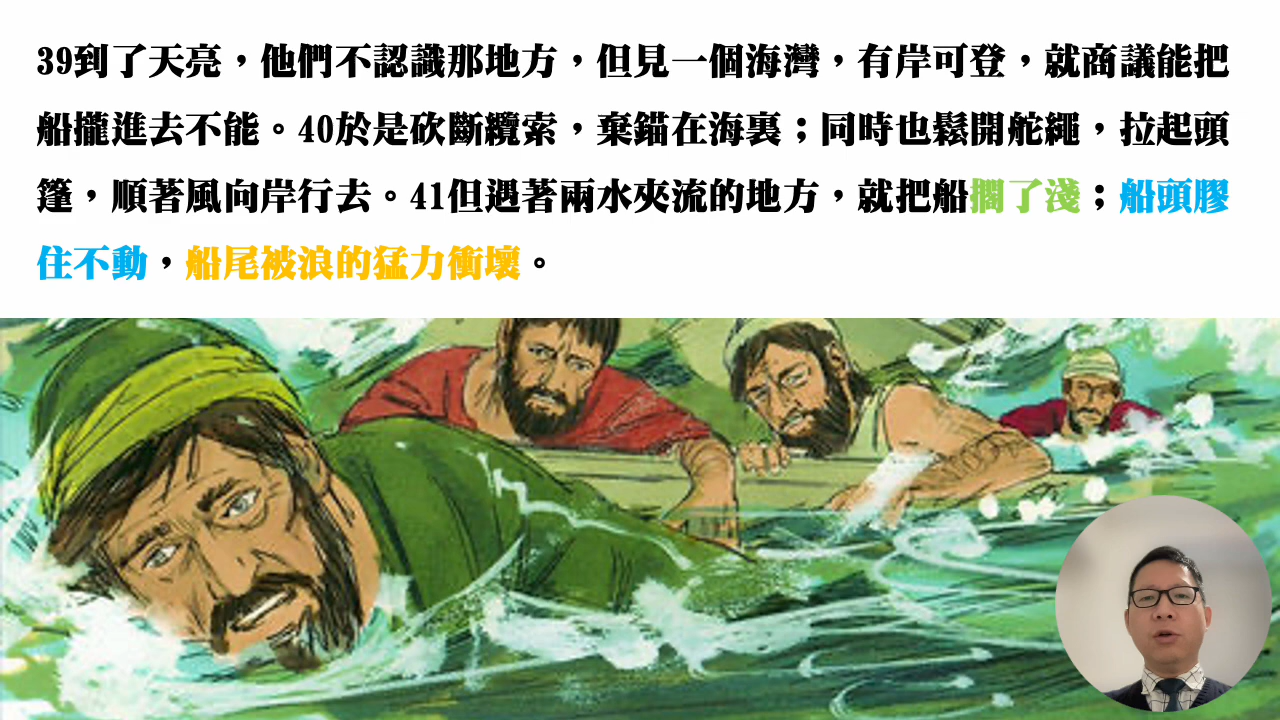 39到了天亮，他們不認識那地方，但見一個海灣，有岸可登，就商議能把
船攏進去不能。40於是砍斷纜索，棄錨在海裏；同時也鬆開舵繩，拉起頭
篷，順著風向岸行去。41但遇著兩水夾流的地方，就把船擱了淺；船頭膠
住不動，船尾被浪的猛力衝壞。